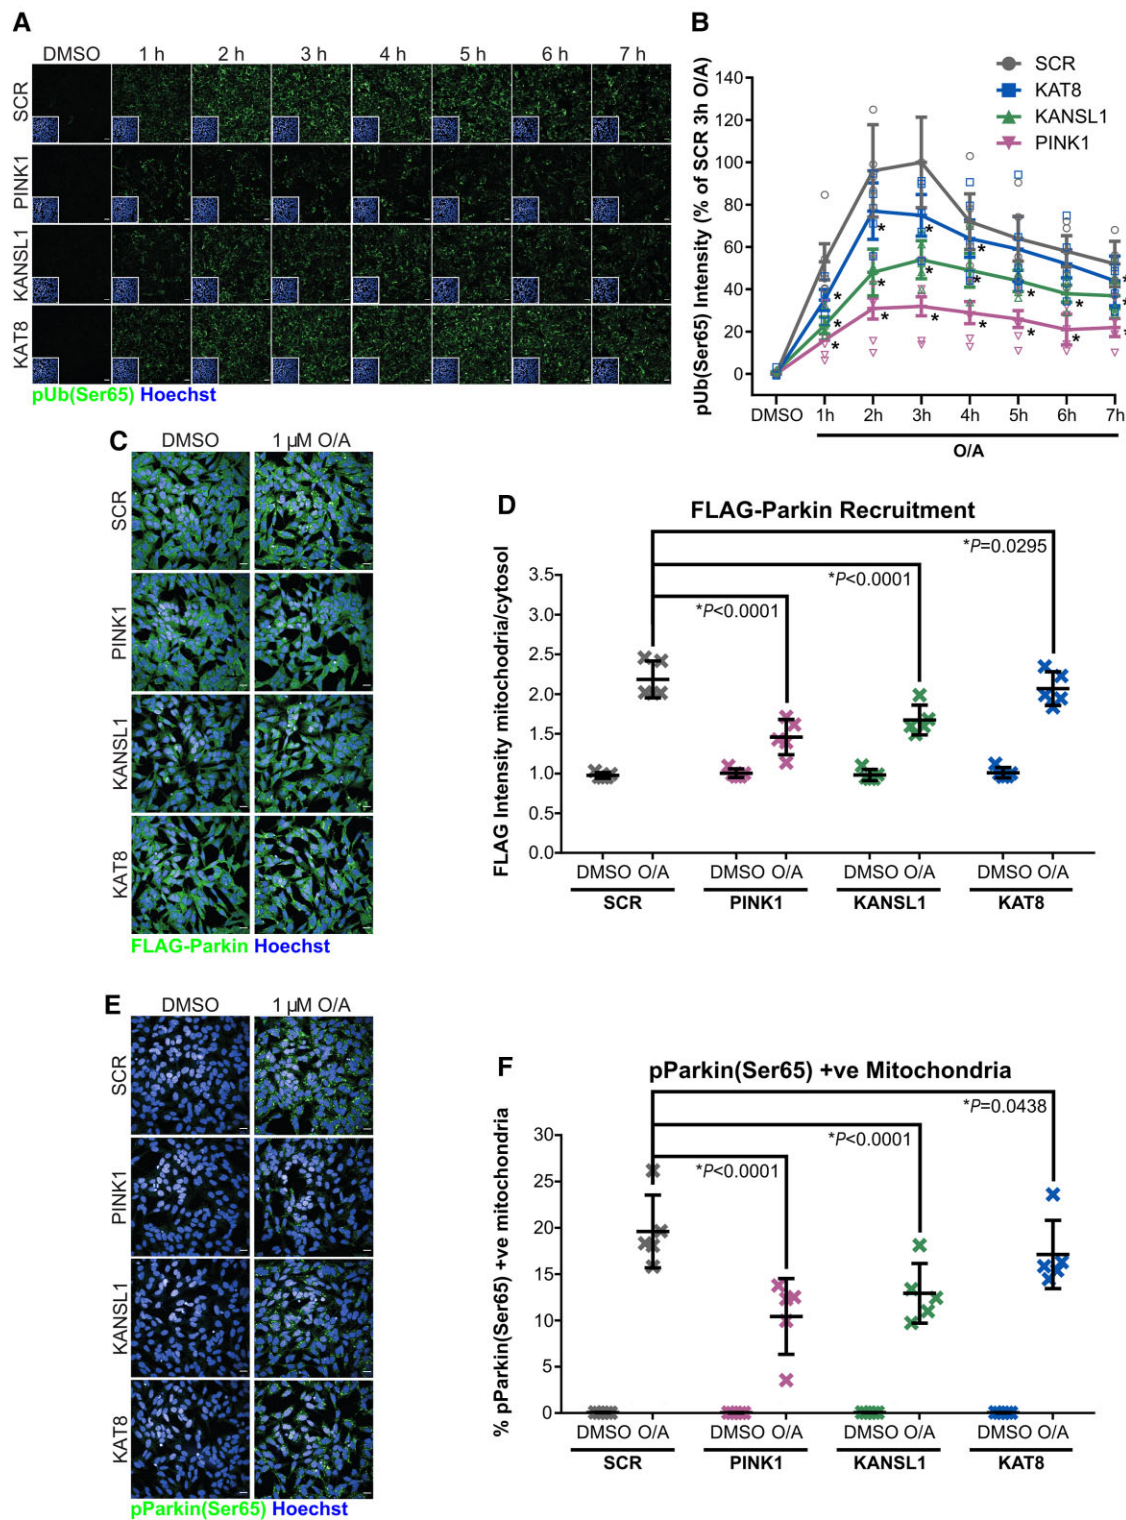 A
DMSO 1 h 2 h 3 h 4 h 5 h 6 h 7 h
SCR
PINK1
KANSL1
KAT8
pUb(Ser65) Hoechst
B
pUb(Ser65) Intensity (% of SCR 3h O/A)
140
120
100
80
60
40
20
0
SCR
KAT8
KANSL1
PINK1
* * * * * * * * * * * * * * * * * *
DMSO 1h 2h 3h 4h 5h 6h 7h
O/A
C
DMSO 1 µM O/A
SCR
PINK1
KANSL1
KAT8
FLAG-Parkin Hoechst
D
FLAG-Parkin Recruitment
FLAG Intensity mitochodria/cytosol
3.5
3.0
2.5
2.0
1.5
1.0
0.5
0.0
*P=0.0295
*P<0.0001
*P<0.0001
DMSO O/A DMSO O/A DMSO O/A DMSO O/A
SCR PINK1 KANSL1 KAT8
E
DMSO 1 µM O/A
SCR
PINK1
KANSL1
KAT8
pParkin(Ser65) Hoechst
F
pParkin(Ser65) +ve Mitochondria
% pParkin(Ser65) +ve mitochondria
30
25
20
15
10
5
0
*P=0.0438
*P<0.0001
*P<0.0001
DMSO O/A DMSO O/A DMSO O/A DMSO O/A
SCR PINK1 KANSL1 KAT8